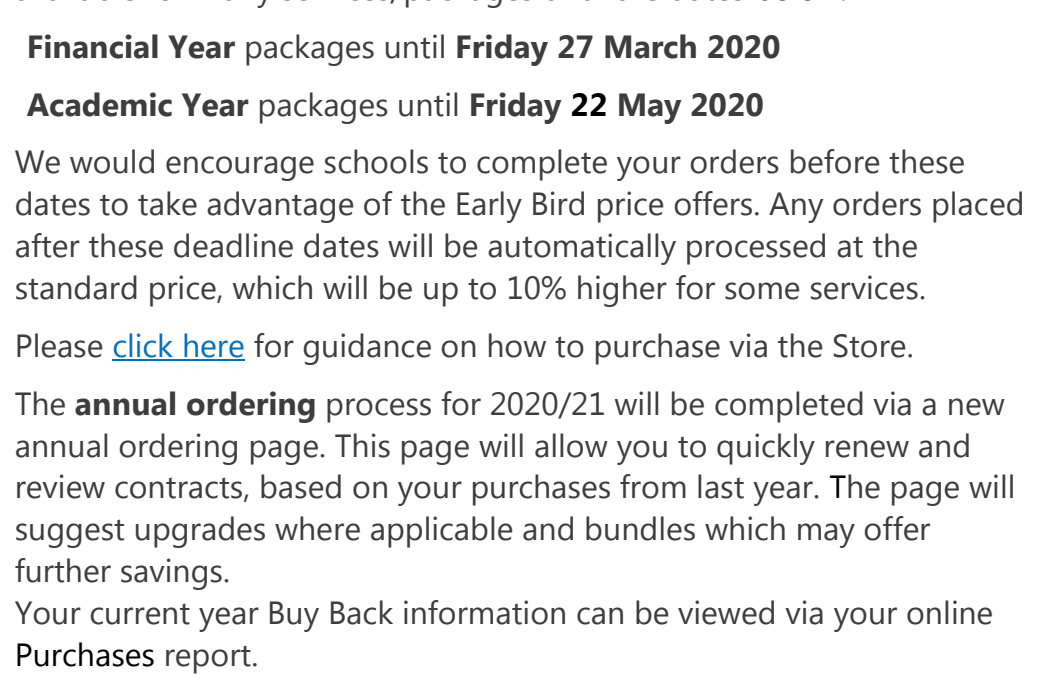 Financial Year packages until Friday 27 March 2020
Academic Year packages until Friday 22 May 2020
We would encourage schools to complete your orders before these
dates to take advantage of the Early Bird price offers. Any orders placed
after these deadline dates will be automatically processed at the
standard price, which will be up to 10% higher for some services.
Please click here for guidance on how to purchase via the Store.
The annual ordering process for 2020/21 will be completed via a new
annual ordering page. This page will allow you to quickly renew and
review contracts, based on your purchases from last year. The page will
suggest upgrades where applicable and bundles which may offer
further savings.
Your current year Buy Back information can be viewed via your online
Purchases report.